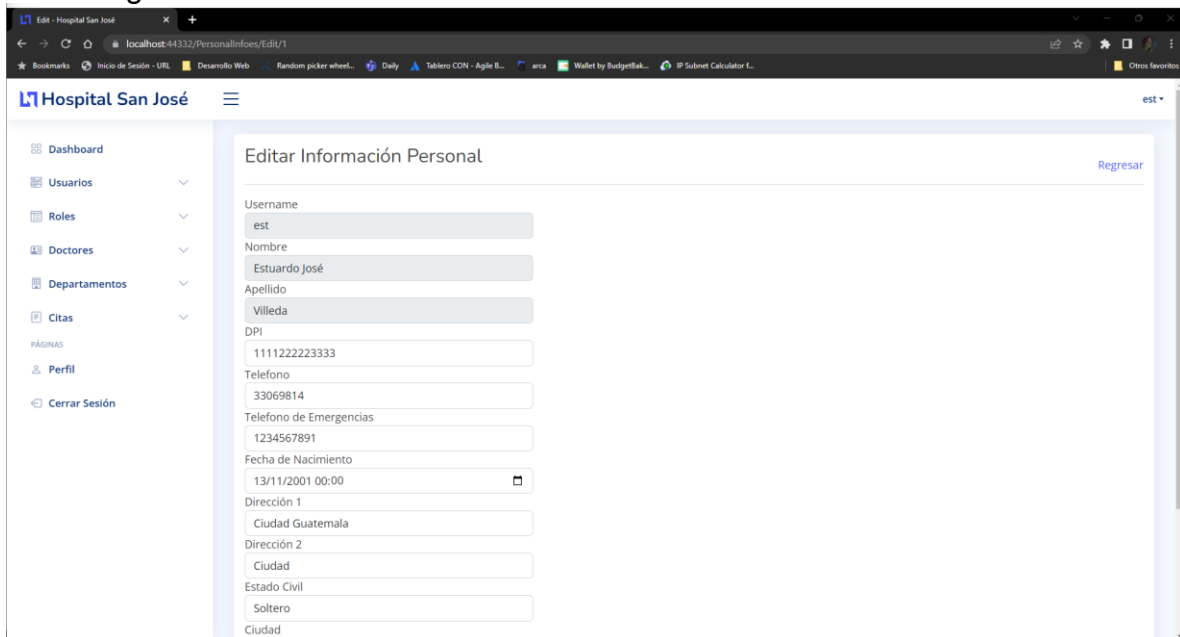 Edit - Hospital San José
localhost:44332/PersonalInfoes/Edit/1
Bookmarks Inicio de Sesión - URL Desarrollo Web Random picker wheel... Daily Tablero CON - Agile B... arca Wallet by BudgetBak... IP Subnet Calculator f... Otros favoritos
Hospital San José est
Dashboard
Usuarios
Roles
Doctores
Departamentos
Citas
PÁGINAS
Perfil
Cerrar Sesión
Editar Información Personal
Regresar
Username
est
Nombre
Estuardo José
Apellido
Villeda
DPI
1111222223333
Telefono
33069814
Telefono de Emergencias
1234567891
Fecha de Nacimiento
13/11/2001 00:00
Dirección 1
Ciudad Guatemala
Dirección 2
Ciudad
Estado Civil
Soltero
Ciudad